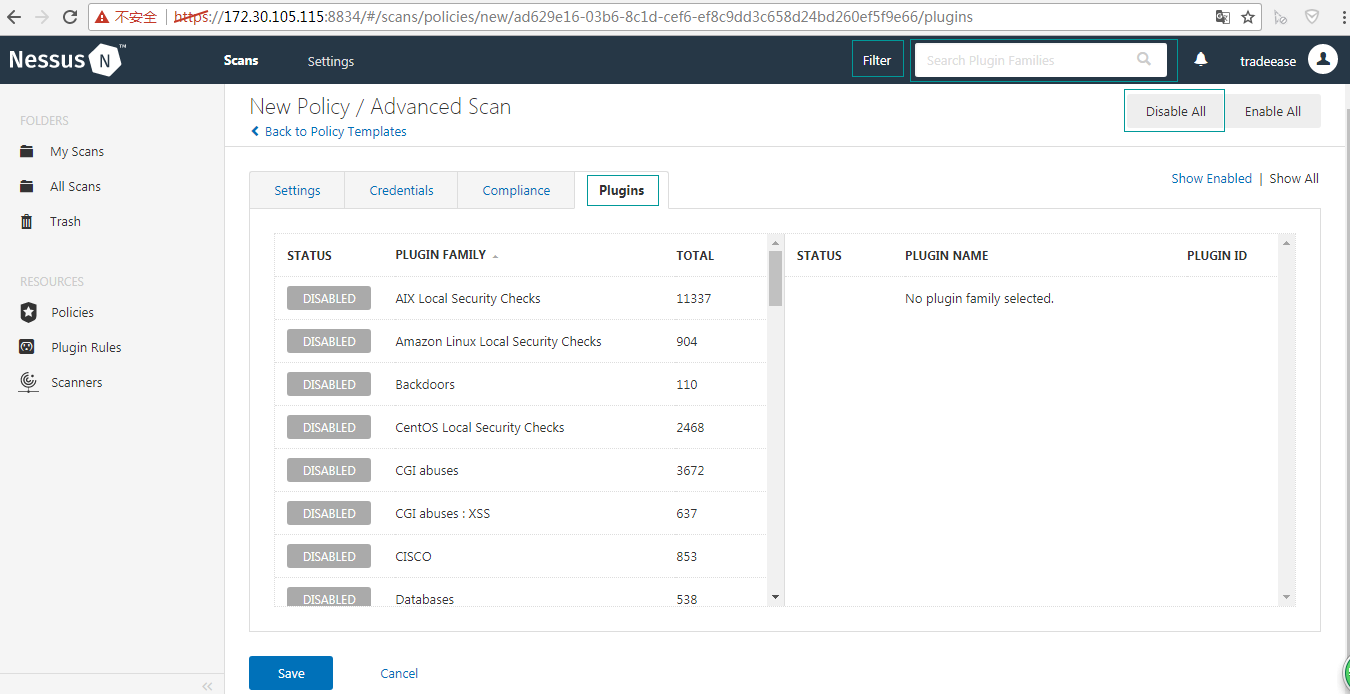 不安全 https://172.30.105.115:8834/#/scans/policies/new/ad629e16-03b6-8c1d-cef6-ef8c9dd3c658d24bd260ef5f9e66/plugins
Nessus N ™ Scans Settings Filter Search Plugin Families tradeease
FOLDERS
My Scans
All Scans
Trash
RESOURCES
Policies
Plugin Rules
Scanners
New Policy / Advanced Scan
Back to Policy Templates
Disable All Enable All
Settings Credentials Compliance Plugins
Show Enabled | Show All
STATUS PLUGIN FAMILY TOTAL
DISABLED AIX Local Security Checks 11337
DISABLED Amazon Linux Local Security Checks 904
DISABLED Backdoors 110
DISABLED CentOS Local Security Checks 2468
DISABLED CGI abuses 3672
DISABLED CGI abuses : XSS 637
DISABLED CISCO 853
DISABLED Databases 538
STATUS PLUGIN NAME PLUGIN ID
No plugin family selected.
Save Cancel